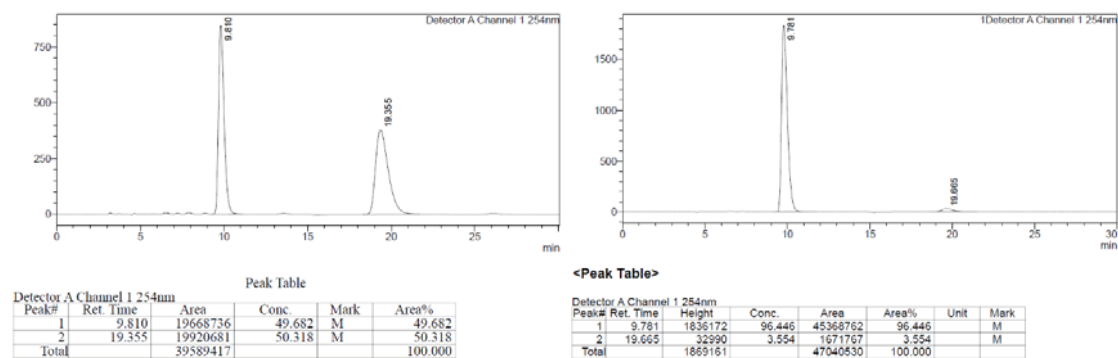 Detector A Channel 1 254nm
9.810
19.355
750
500
250
0
0 5 10 15 20 25
min
Peak Table
Detector A Channel 1 254nm
Peak# Ret. Time Area Conc. Mark Area%
1 9.810 19668736 49.682 M 49.682
2 19.355 19920681 50.318 M 50.318
Total 39589417 100.000
1Detector A Channel 1 254nm
9.781
19.665
1500
1000
500
0
0 5 10 15 20 25 30
min
<Peak Table>
Detector A Channel 1 254nm
Peak# Ret. Time Height Conc. Area Area% Unit Mark
1 9.781 1836172 96.446 45368762 96.446 M
2 19.665 32990 3.554 1671767 3.554 M
Total 1869161 47040530 100.000